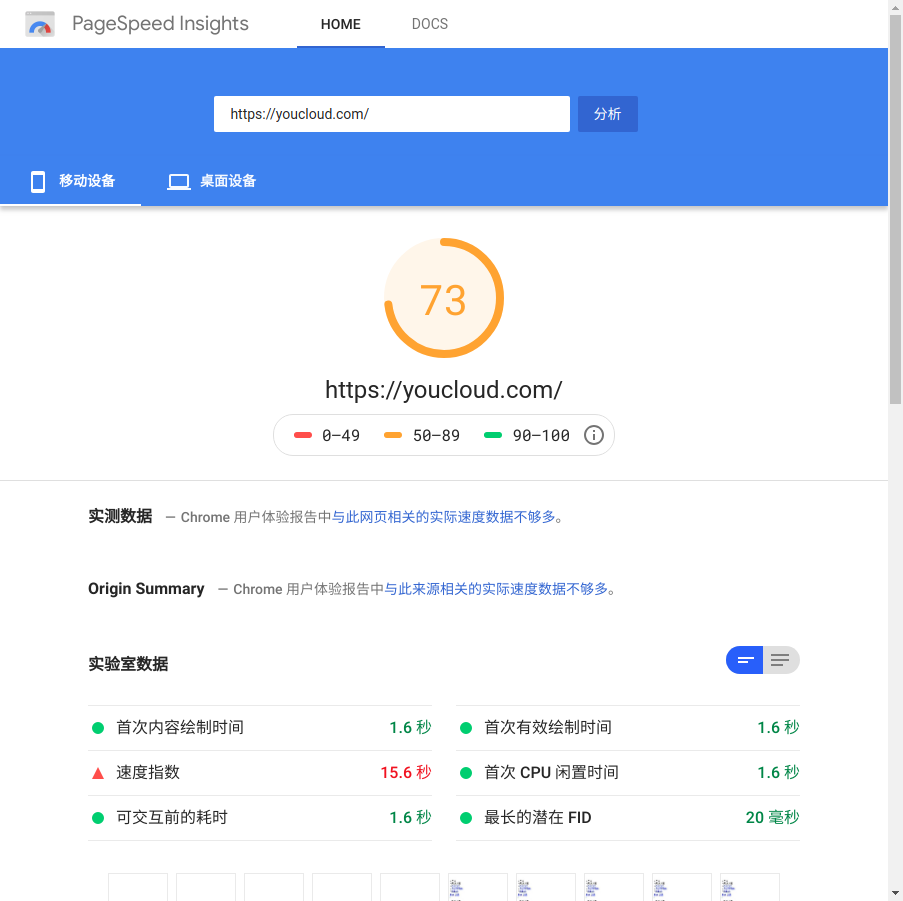 PageSpeed Insights HOME DOCS
https://youcloud.com/ 分析
移动设备 桌面设备
73
https://youcloud.com/
0–49 50–89 90–100
实测数据 — Chrome 用户体验报告中与此网页相关的实际速度数据不够多。
Origin Summary — Chrome 用户体验报告中与此来源相关的实际速度数据不够多。
实验室数据
首次内容绘制时间 1.6 秒 首次有效绘制时间 1.6 秒
速度指数 15.6 秒 首次 CPU 闲置时间 1.6 秒
可交互前的耗时 1.6 秒 最长的潜在 FID 20 毫秒